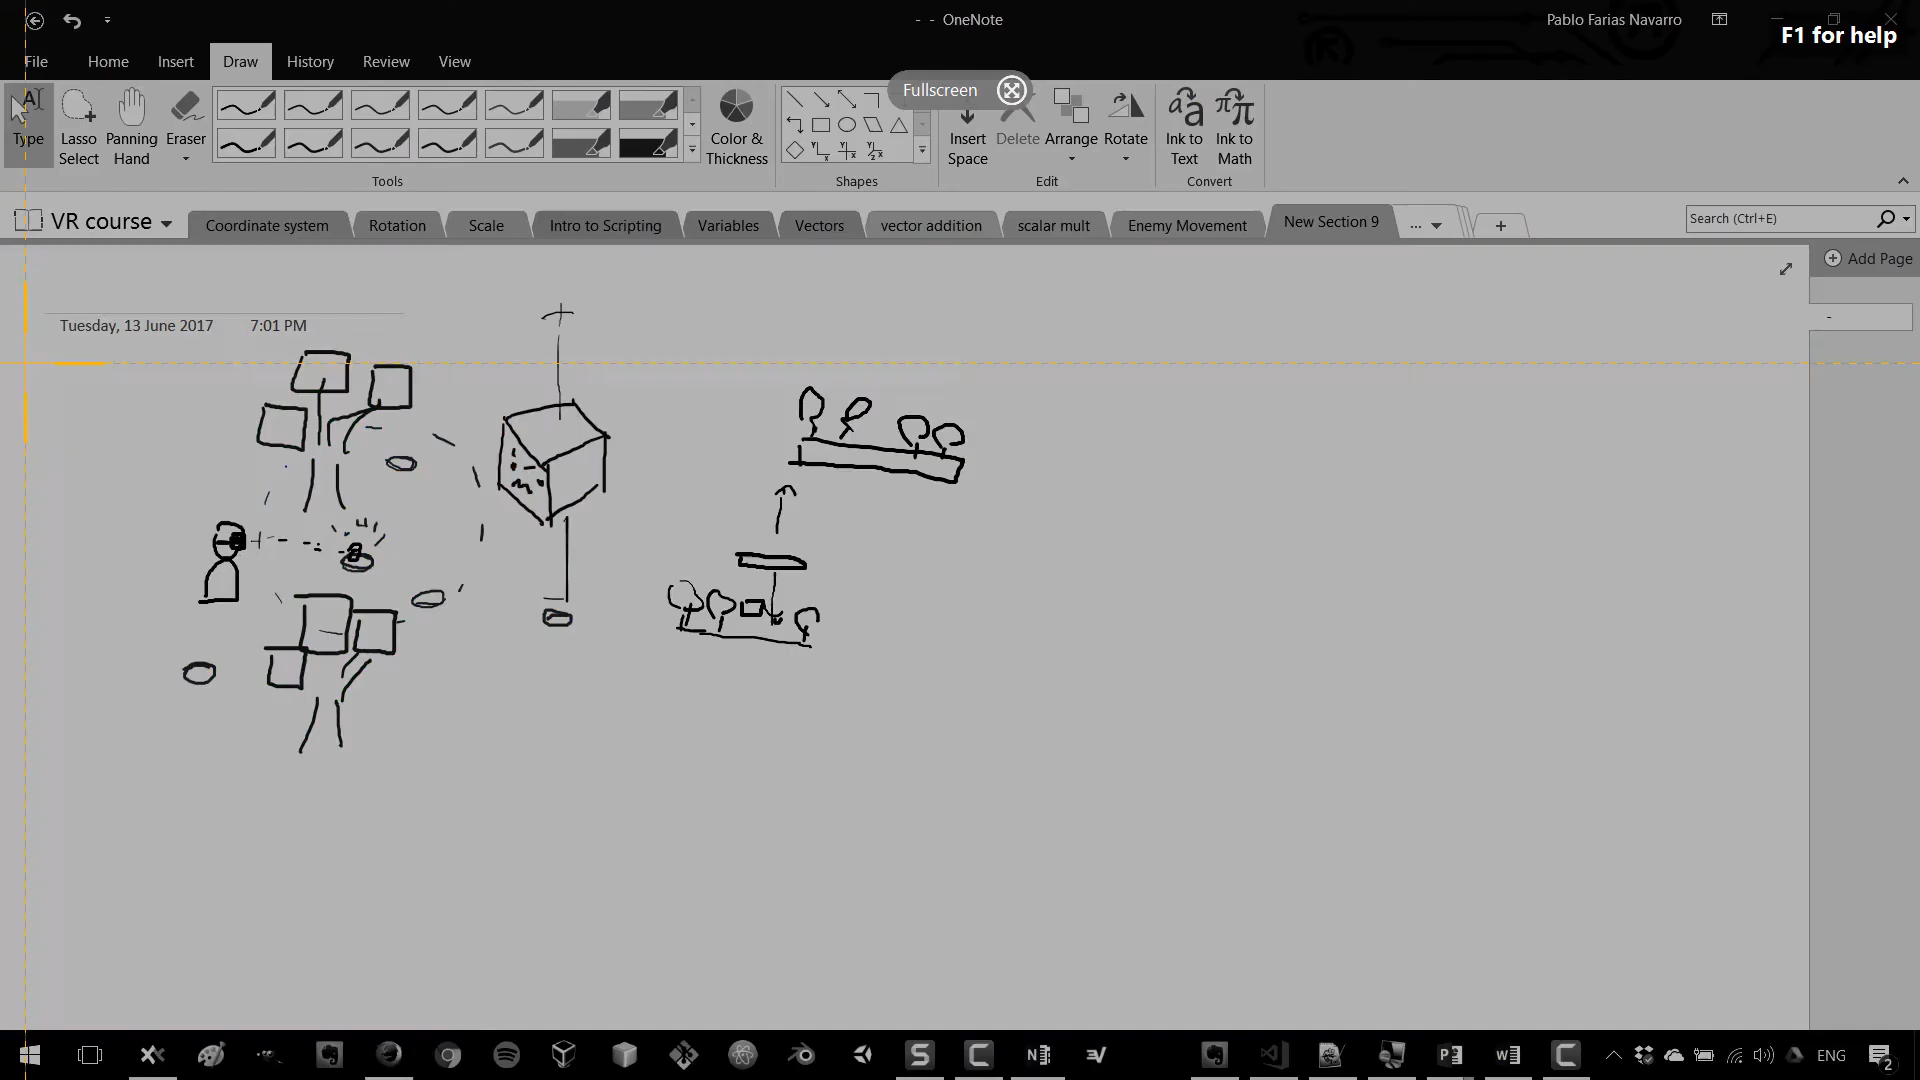 - - OneNote
Pablo Farias Navarro
F1 for help
File
Home
Insert
Draw
History
Review
View
Fullscreen
Type
Lasso
Select
Panning
Hand
Eraser
Color &
Thickness
Insert
Space
Delete
Arrange
Rotate
Ink to
Text
Ink to
Math
Tools
Shapes
Edit
Convert
VR course
Coordinate system
Rotation
Scale
Intro to Scripting
Variables
Vectors
vector addition
scalar mult
Enemy Movement
New Section 9
...
Search (Ctrl+E)
Add Page
Tuesday, 13 June 2017
7:01 PM
-
ENG
2